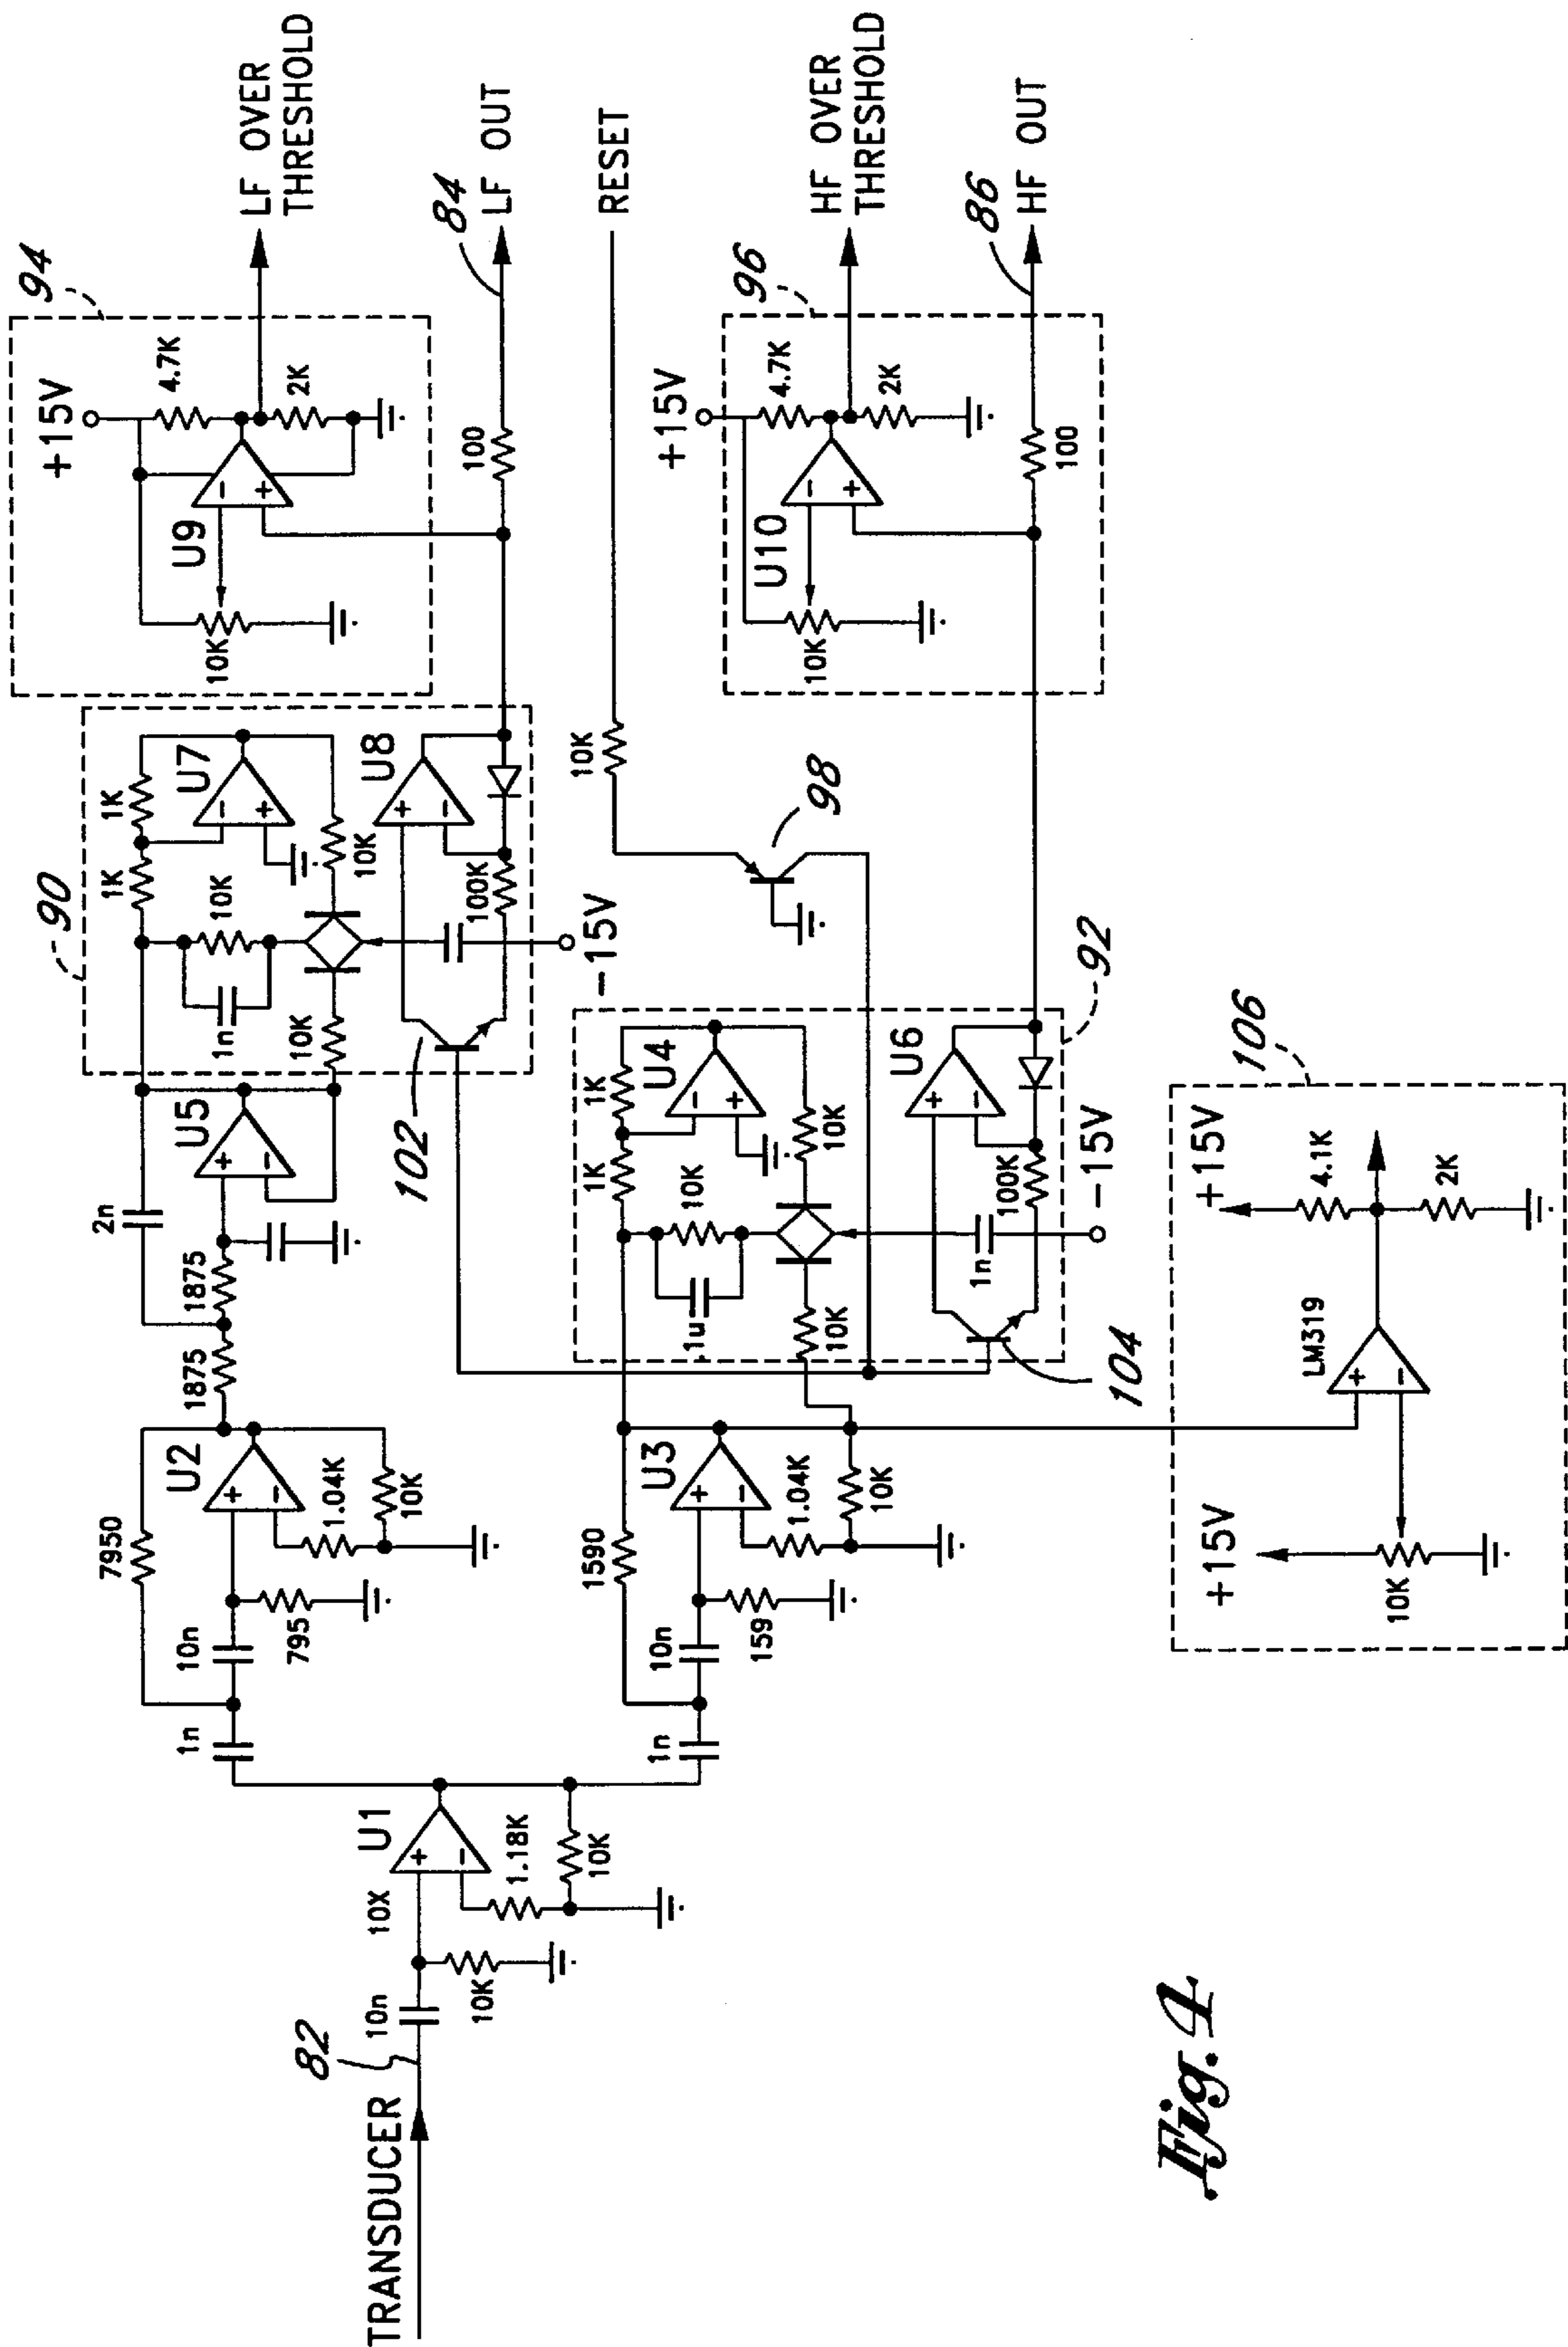 TRANSDUCER
82
10n
10K
10X
U1
1.18K
10K
1n
10n
7950
795
U2
1.04K
10K
1875
1875
2n
U5
90
1K
1K
U7
10K
1n
10K
10K
U8
100K
-15V
102
94
+15V
4.7K
2K
U9
10K
LF OVER
THRESHOLD
100
84
LF OUT
RESET
10K
98
1n
10n
1590
159
U3
1.04K
10K
1K
1K
U4
10K
.1u
10K
10K
U6
1n
100K
-15V
92
104
96
+15V
4.7K
2K
U10
10K
HF OVER
THRESHOLD
100
86
HF OUT
106
+15V
10K
LM319
+15V
4.1K
2K
Fig. 4